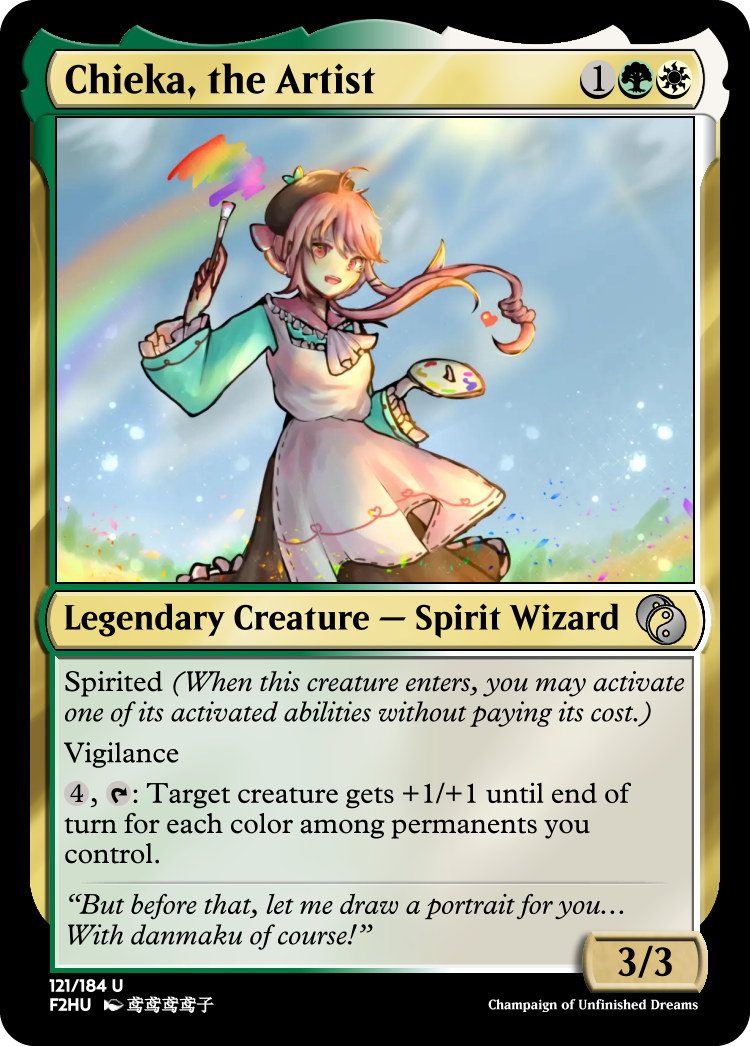 Chieka, the Artist 1
Legendary Creature — Spirit Wizard
Spirited (When this creature enters, you may activate
one of its activated abilities without paying its cost.)
Vigilance
4, : Target creature gets +1/+1 until end of
turn for each color among permanents you
control.
“But before that, let me draw a portrait for you…
With danmaku of course!”
3/3
121/184 U
F2HU 鸢鸢鸢鸢子
Champaign of Unfinished Dreams